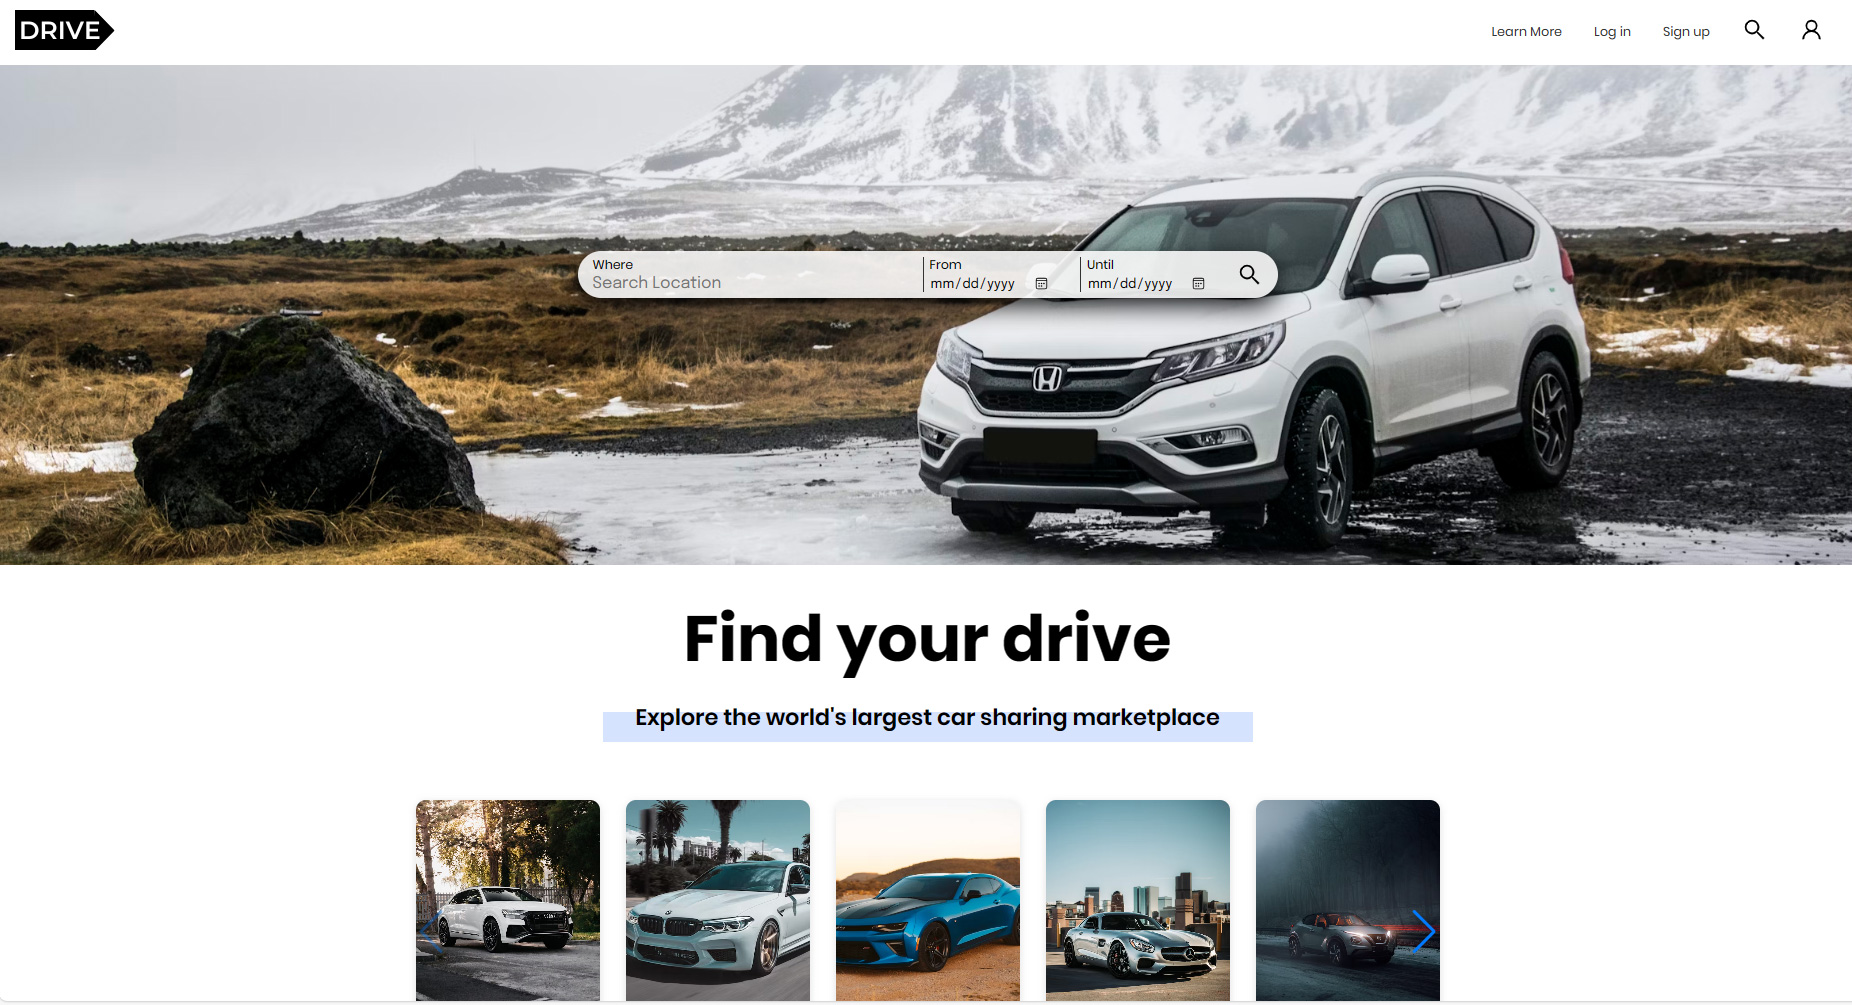 DRIVE
Learn More
Log in
Sign up
Where
Search Location
From
mm/dd/yyyy
Until
mm/dd/yyyy
Find your drive
Explore the world's largest car sharing marketplace